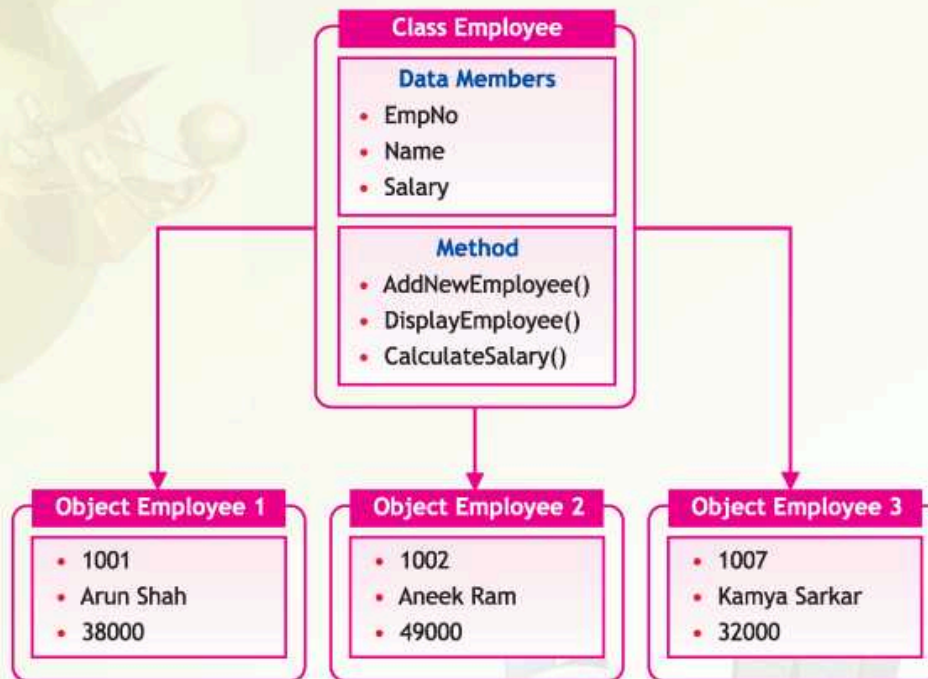 Class Employee
Data Members
• EmpNo
• Name
• Salary
Method
• AddNewEmployee()
• DisplayEmployee()
• CalculateSalary()
Object Employee 1
• 1001
• Arun Shah
• 38000
Object Employee 2
• 1002
• Aneek Ram
• 49000
Object Employee 3
• 1007
• Kamya Sarkar
• 32000